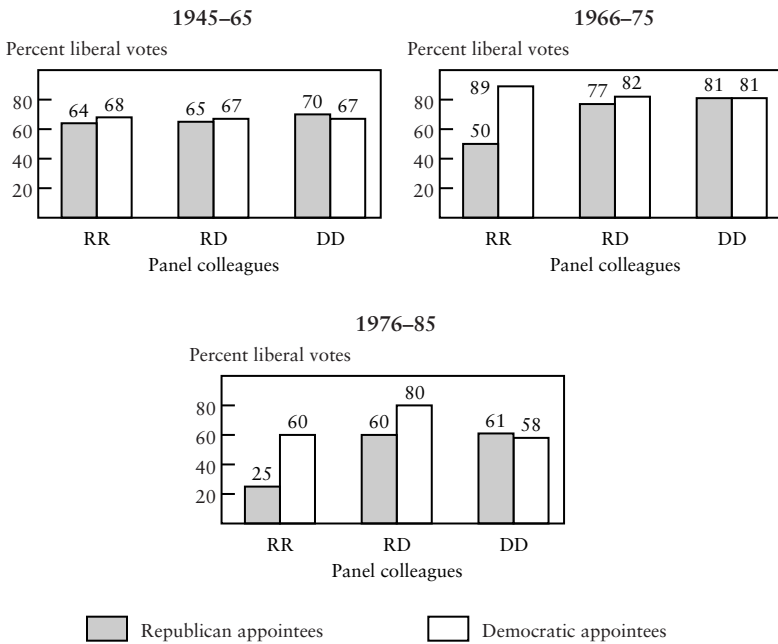 1945–65
Percent liberal votes
80
60
40
20
64 68
65 67
70 67
RR RD DD
Panel colleagues
1966–75
Percent liberal votes
80
60
40
20
89
50
77 82
81 81
RR RD DD
Panel colleagues
1976–85
Percent liberal votes
80
60
40
20
25 60
60 80
61 58
RR RD DD
Panel colleagues
Republican appointees Democratic appointees